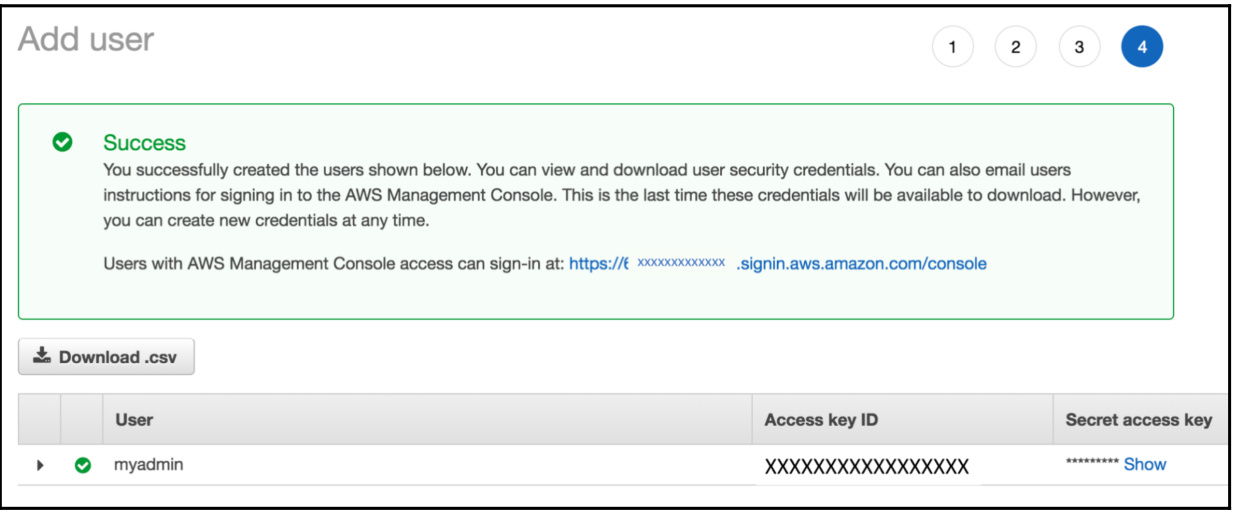 Add user
1 2 3 4
Success
You successfully created the users shown below. You can view and download user security credentials. You can also email users
instructions for signing in to the AWS Management Console. This is the last time these credentials will be available to download. However,
you can create new credentials at any time.
Users with AWS Management Console access can sign-in at: https://6 xxxxxxxxxxxxx .signin.aws.amazon.com/console
Download .csv
User Access key ID Secret access key
myadmin XXXXXXXXXXXXXXXXX ********* Show